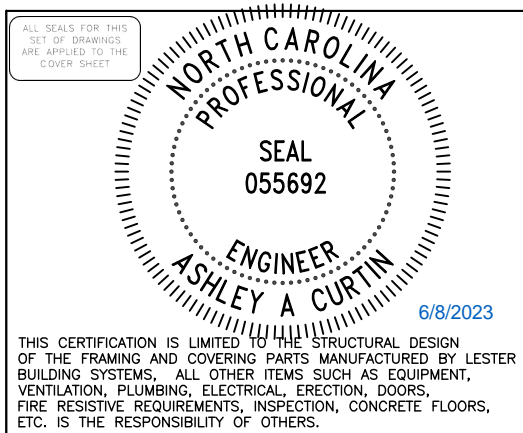 ALL SEALS FOR THIS
SET OF DRAWINGS
ARE APPLIED TO THE
COVER SHEET
NORTH CAROLINA
PROFESSIONAL
SEAL
055692
ENGINEER
ASHLEY A CURTIN
6/8/2023
THIS CERTIFICATION IS LIMITED TO THE STRUCTURAL DESIGN
OF THE FRAMING AND COVERING PARTS MANUFACTURED BY LESTER
BUILDING SYSTEMS, ALL OTHER ITEMS SUCH AS EQUIPMENT,
VENTILATION, PLUMBING, ELECTRICAL, ERECTION, DOORS,
FIRE RESISTIVE REQUIREMENTS, INSPECTION, CONCRETE FLOORS,
ETC. IS THE RESPONSIBILITY OF OTHERS.